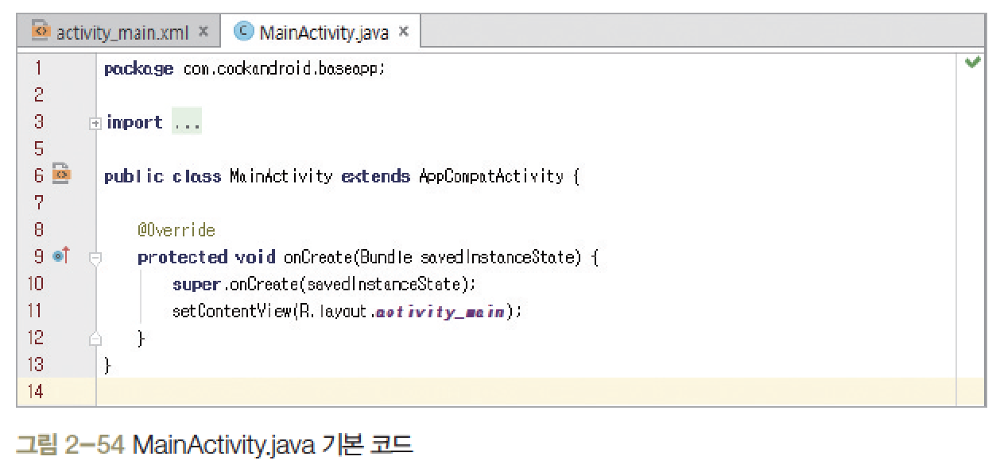 activity_main.xml × MainActivity.java ×
1 package com.cookandroid.baseapp;
2
3 import ...
5
6 public class MainActivity extends AppCompatActivity {
7
8 @Override
9 protected void onCreate(Bundle savedInstanceState) {
10 super.onCreate(savedInstanceState);
11 setContentView(R.layout.activity_main);
12 }
13 }
14
그림 2-54 MainActivity.java 기본 코드